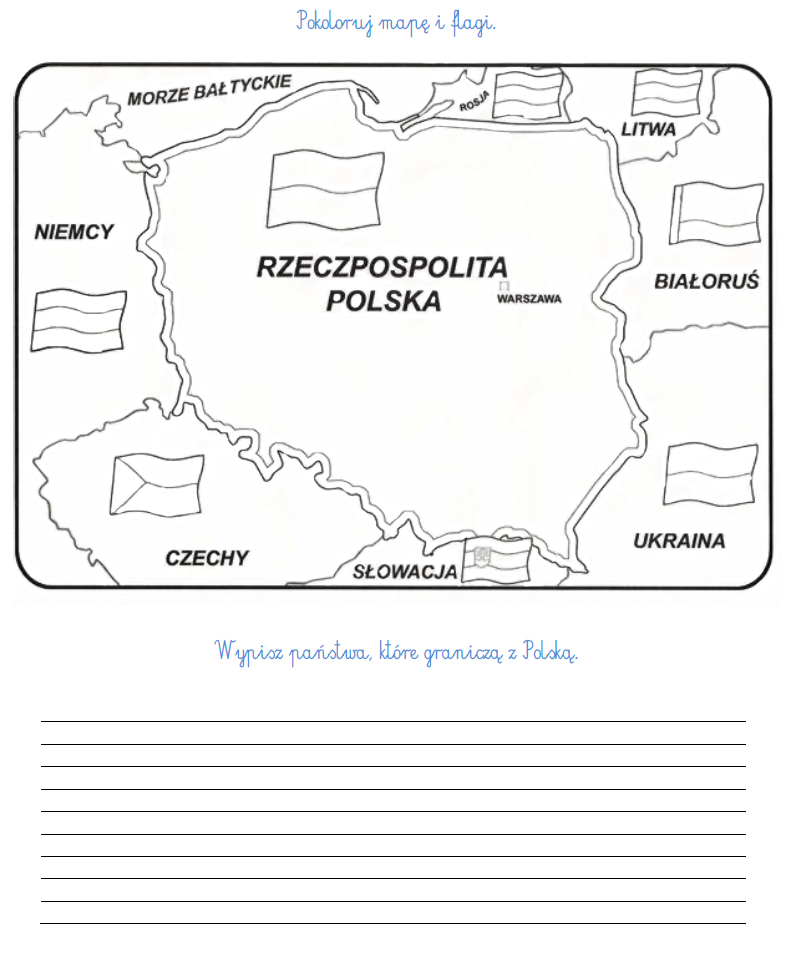 Pokoloruj mapę i flagi.
MORZE BAŁTYCKIE
ROSJA
LITWA
NIEMCY
RZECZPOSPOLITA
POLSKA
WARSZAWA
BIAŁORUŚ
CZECHY
SŁOWACJA
UKRAINA
Wypisz państwa, które graniczą z Polską.